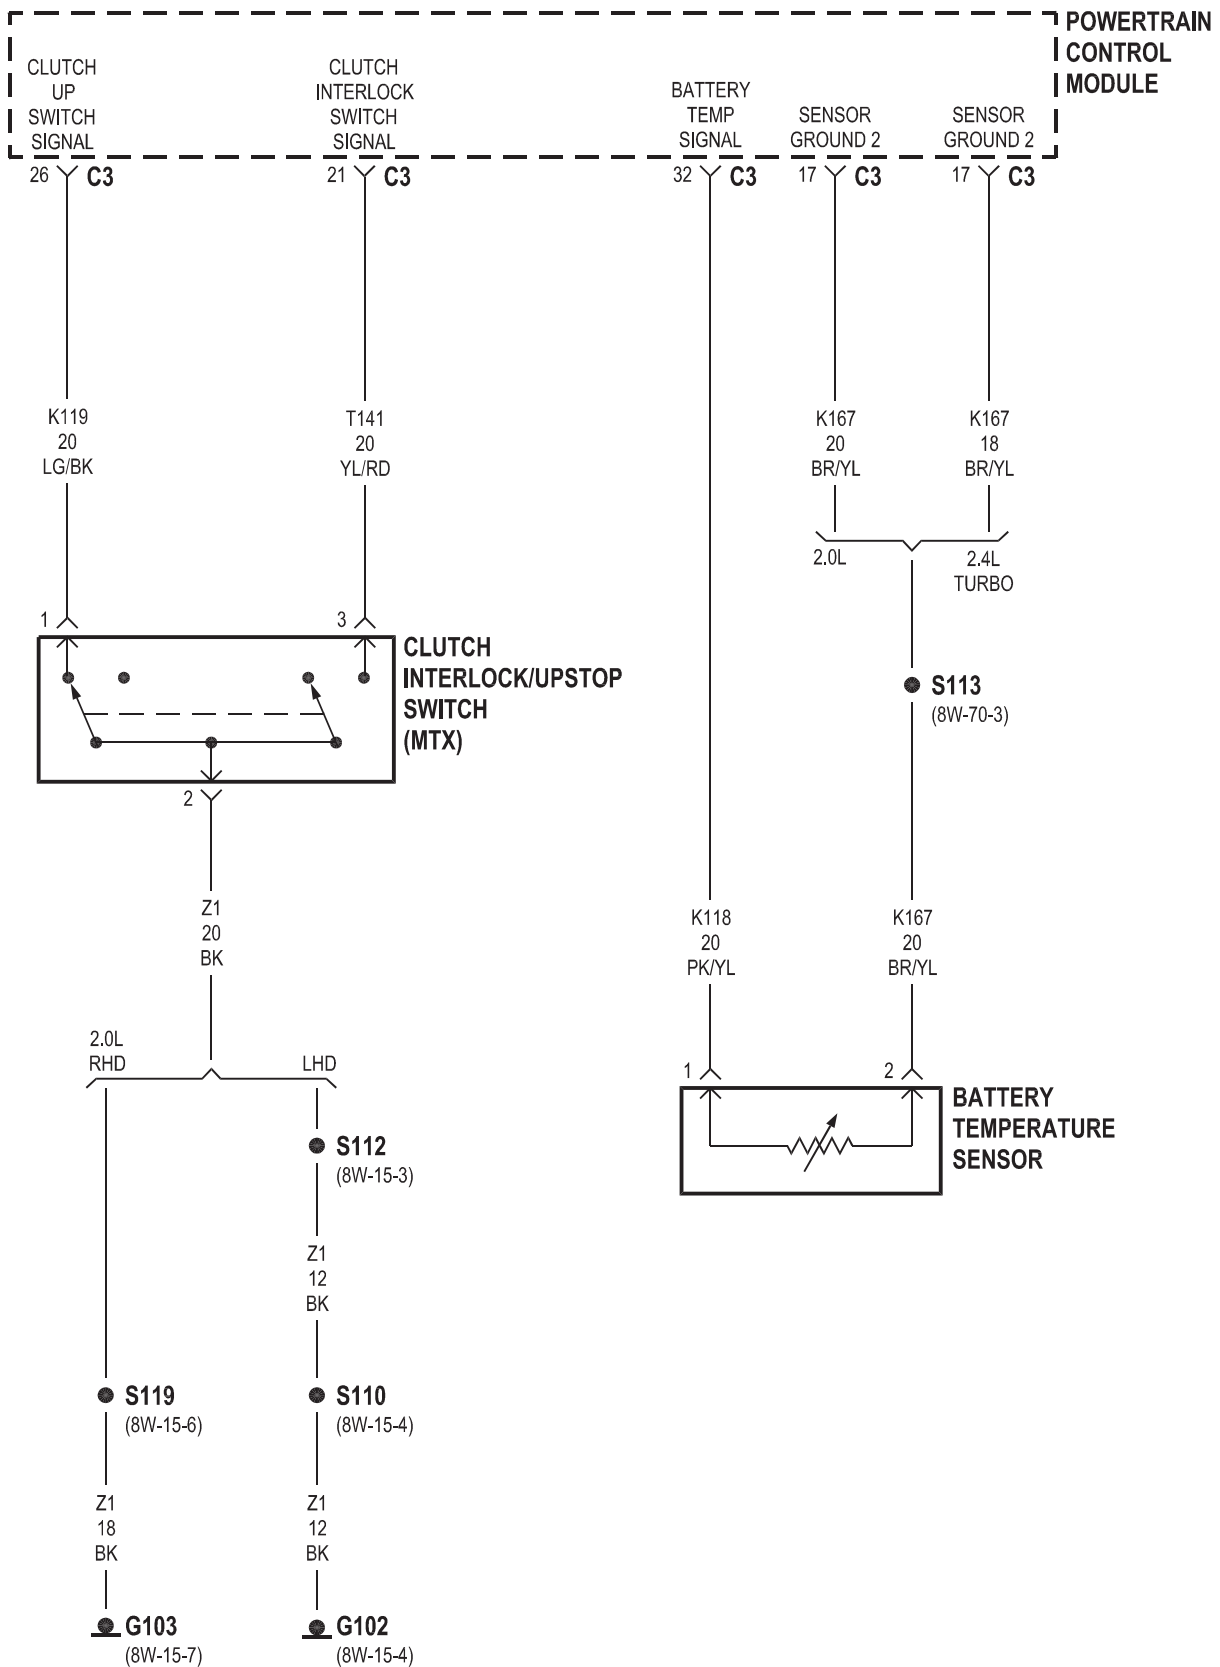 POWERTRAIN
CONTROL
MODULE
CLUTCH
UP
SWITCH
SIGNAL
CLUTCH
INTERLOCK
SWITCH
SIGNAL
BATTERY
TEMP
SIGNAL
SENSOR
GROUND 2
SENSOR
GROUND 2
26 C3
21 C3
32 C3
17 C3
17 C3
K119
20
LG/BK
T141
20
YL/RD
K167
20
BR/YL
K167
18
BR/YL
2.0L
2.4L
TURBO
1
3
CLUTCH
INTERLOCK/UPSTOP
SWITCH
(MTX)
S113
(8W-70-3)
2
Z1
20
BK
K118
20
PK/YL
K167
20
BR/YL
2.0L
RHD
LHD
1
2
BATTERY
TEMPERATURE
SENSOR
S112
(8W-15-3)
Z1
12
BK
S119
(8W-15-6)
S110
(8W-15-4)
Z1
18
BK
Z1
12
BK
G103
(8W-15-7)
G102
(8W-15-4)